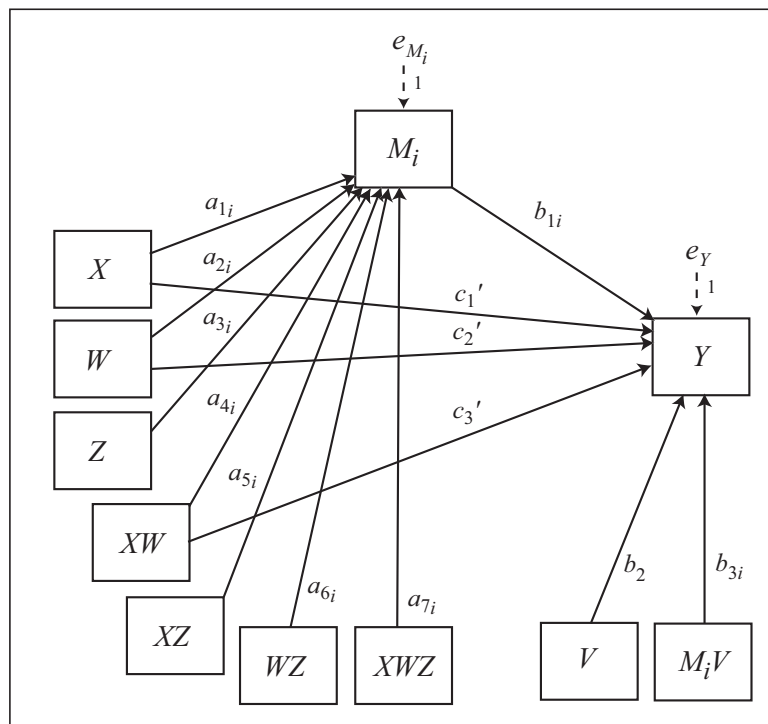 e_{M_i}
1
M_i
a_{1i}
b_{1i}
X
a_{2i}
e_Y
1
c_1'
a_{3i}
W
c_2'
Y
a_{4i}
c_3'
Z
a_{5i}
XW
b_2
b_{3i}
a_{6i}
a_{7i}
XZ
WZ
XWZ
V
M_iV